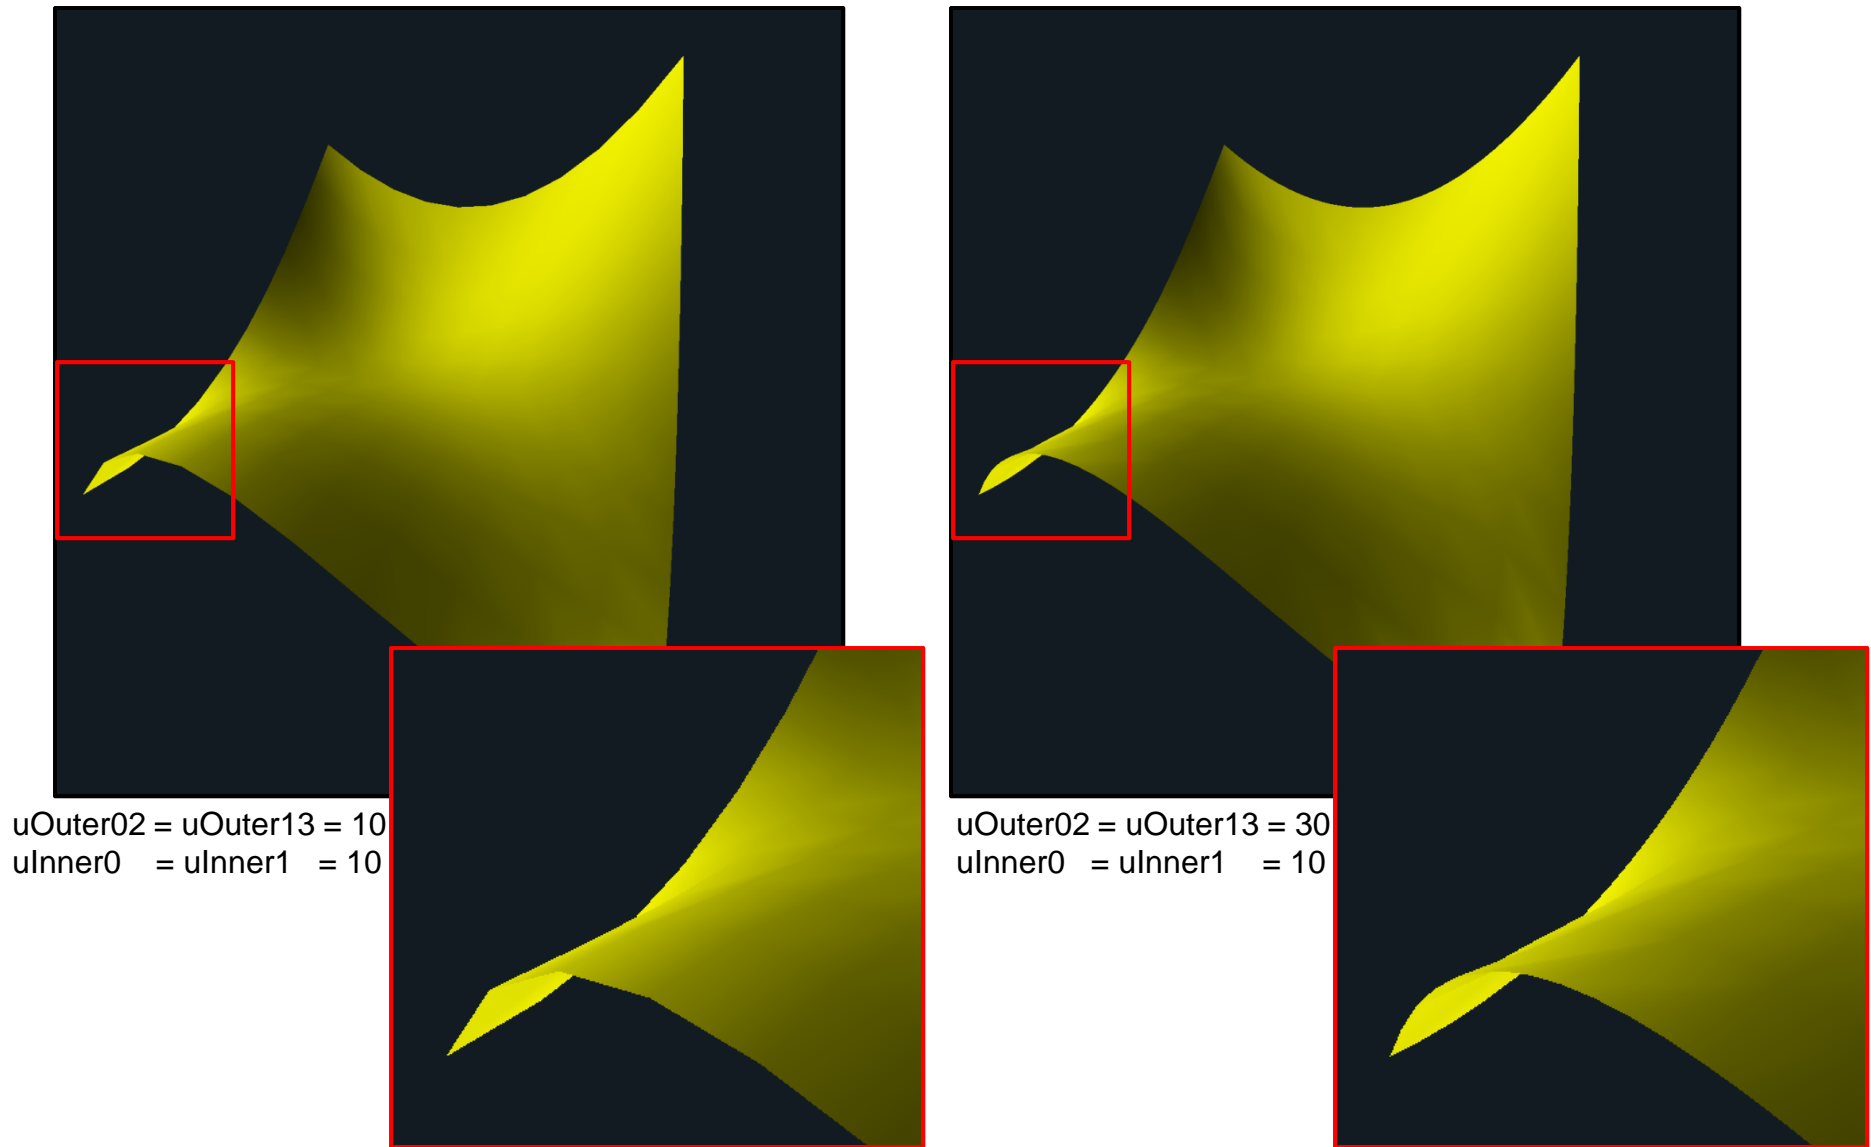 uOuter02 = uOuter13 = 10
uInner0 = uInner1 = 10
uOuter02 = uOuter13 = 30
uInner0 = uInner1 = 10